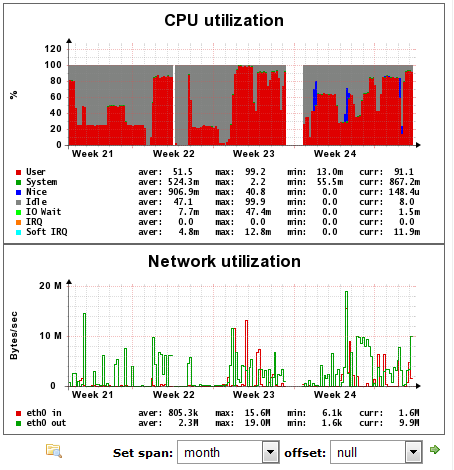 CPU utilization
120
100
80
60
40
20
0
%
Week 21 Week 22 Week 23 Week 24
User aver: 51.5 max: 99.2 min: 13.0m curr: 91.1
System aver: 524.3m max: 2.2 min: 55.5m curr: 867.2m
Nice aver: 906.9m max: 40.8 min: 0.0 curr: 148.4u
Idle aver: 47.1 max: 99.9 min: 0.0 curr: 8.0
IO Wait aver: 7.7m max: 47.4m min: 0.0 curr: 1.5m
IRQ aver: 0.0 max: 0.0 min: 0.0 curr: 0.0
Soft IRQ aver: 4.8m max: 12.8m min: 0.0 curr: 11.9m
Network utilization
20 M
10 M
0
Bytes/sec
Week 21 Week 22 Week 23 Week 24
eth0 in aver: 805.3k max: 15.6M min: 6.1k curr: 1.6M
eth0 out aver: 2.3M max: 19.0M min: 1.6k curr: 9.9M
Set span: month offset: null